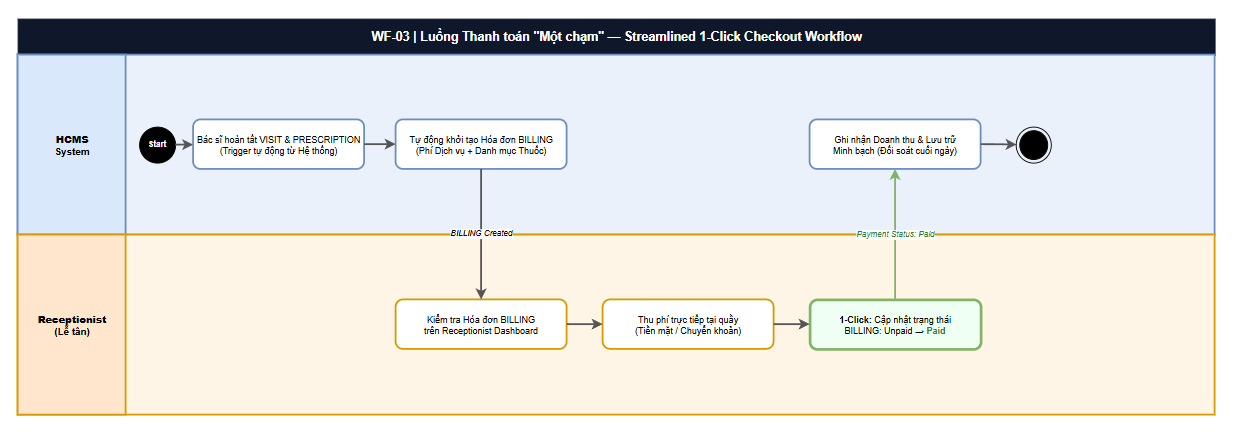 WF-03 | Luồng Thanh toán "Một chạm" — Streamlined 1-Click Checkout Workflow
HCMS
System
Start
Bác sĩ hoàn tất VISIT & PRESCRIPTION
(Trigger tự động từ Hệ thống)
Tự động khởi tạo Hóa đơn BILLING
(Phí Dịch vụ + Danh mục Thuốc)
Ghi nhận Doanh thu & Lưu trữ
Minh bạch (Đối soát cuối ngày)
BILLING Created
Payment Status: Paid
Receptionist
(Lễ tân)
Kiểm tra Hóa đơn BILLING
trên Receptionist Dashboard
Thu phí trực tiếp tại quầy
(Tiền mặt / Chuyển khoản)
1-Click: Cập nhật trạng thái
BILLING: Unpaid → Paid